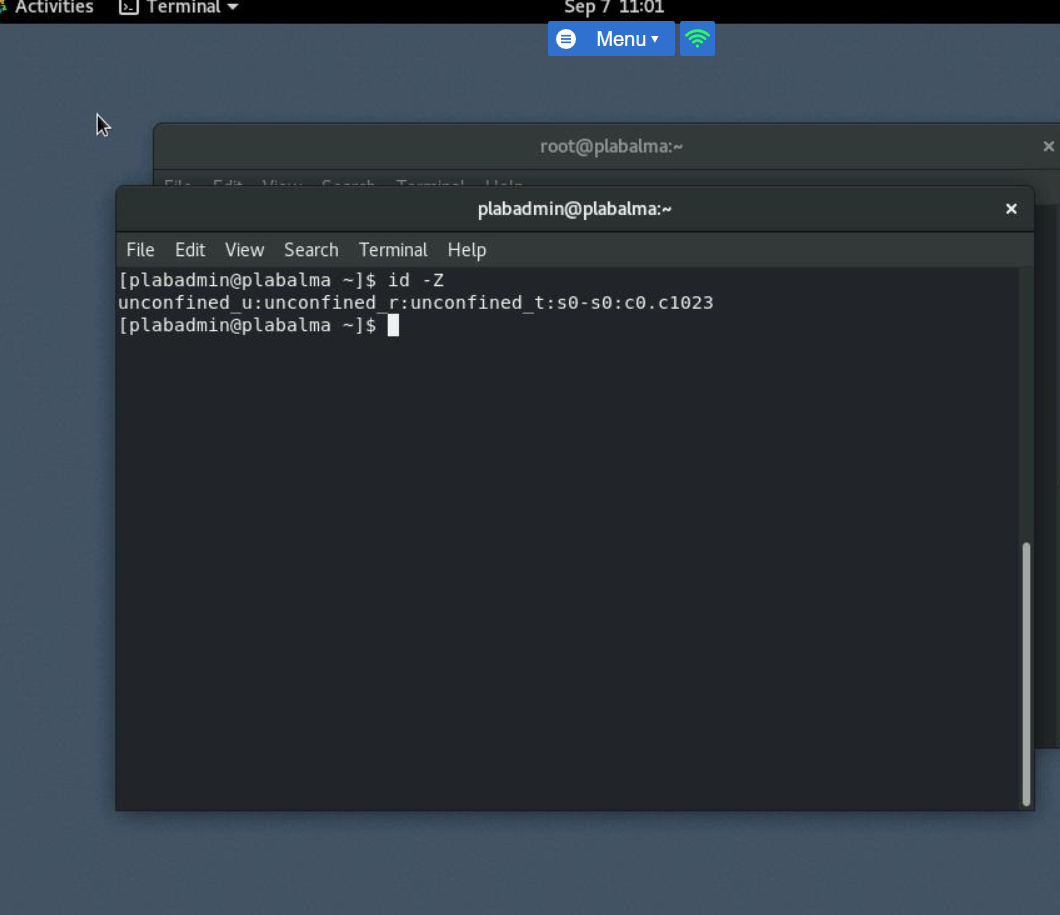 Activities Terminal Sep 7 11:01
Menu
root@plabalma:~ ×
File Edit View Search Terminal Help
plabadmin@plabalma:~ ×
File Edit View Search Terminal Help
[plabadmin@plabalma ~]$ id -Z
unconfined_u:unconfined_r:unconfined_t:s0-s0:c0.c1023
[plabadmin@plabalma ~]$